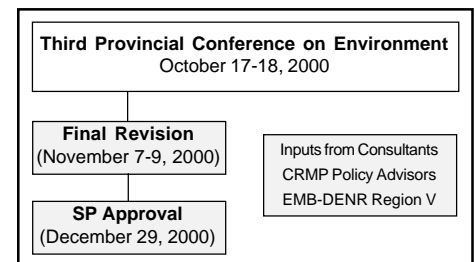 Third Provincial Conference on Environment
October 17-18, 2000
Final Revision
(November 7-9, 2000)
Inputs from Consultants
CRMP Policy Advisors
EMB-DENR Region V
SP Approval
(December 29, 2000)